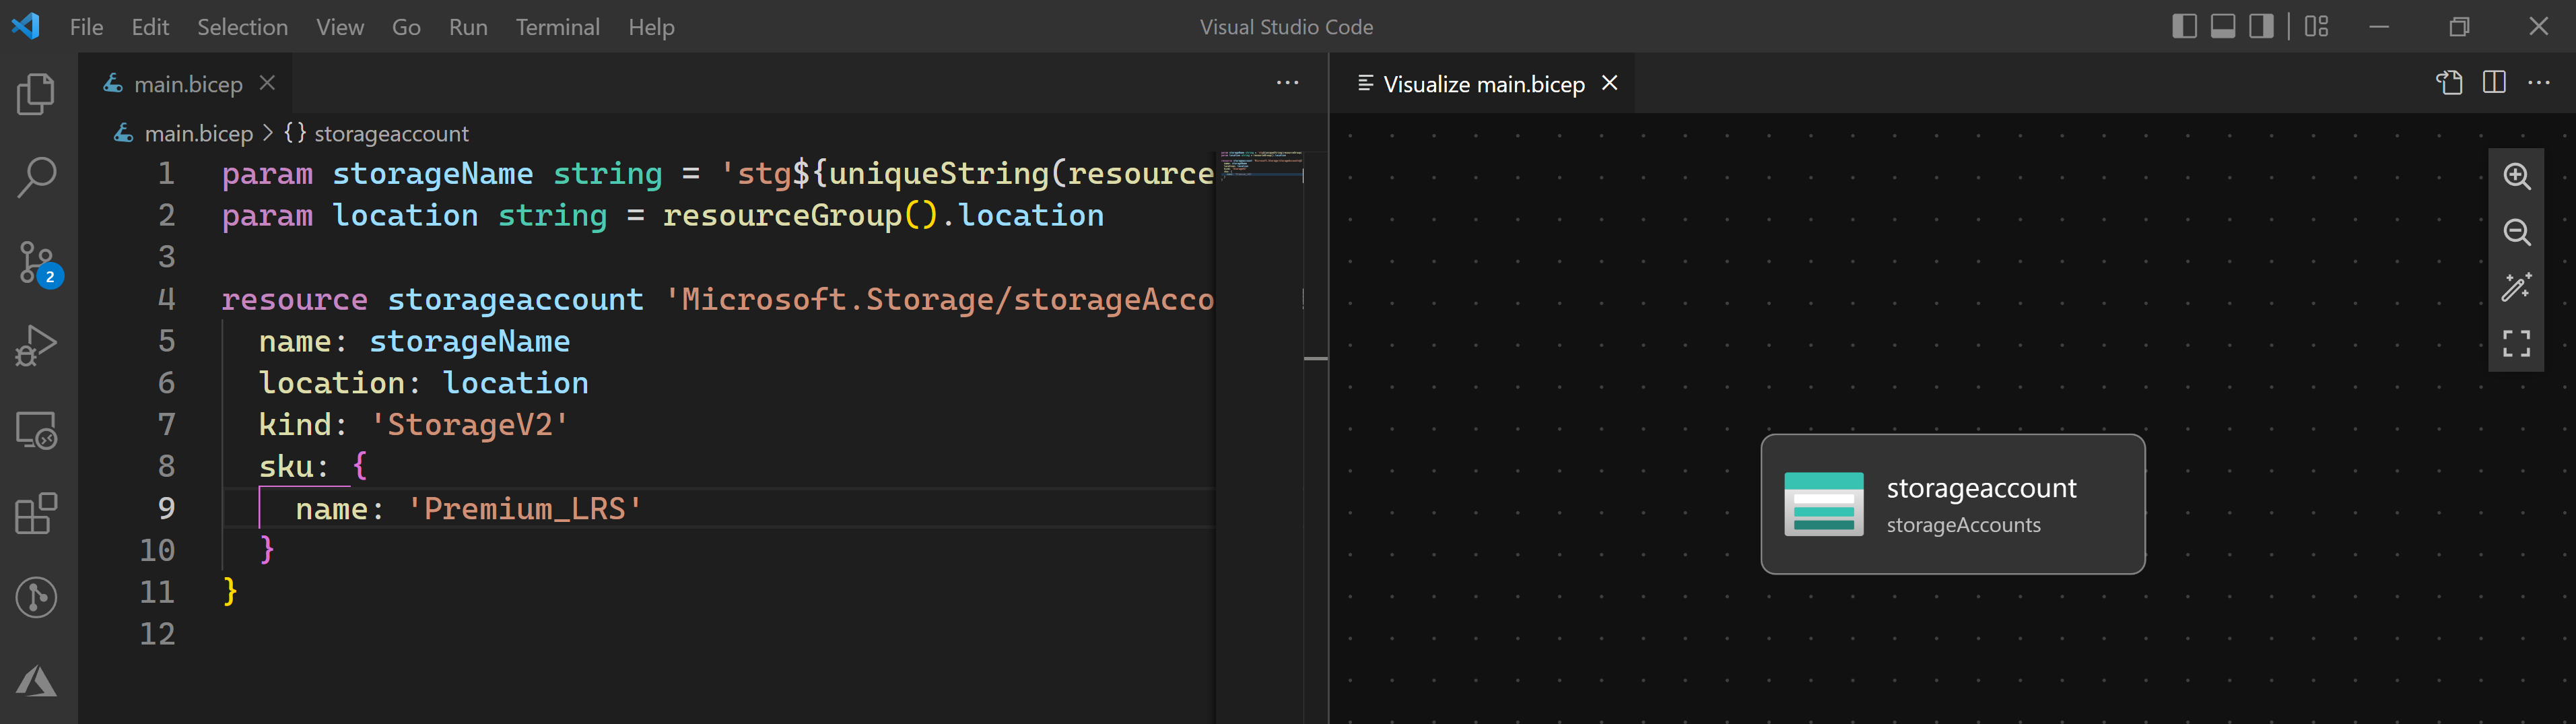 File Edit Selection View Go Run Terminal Help Visual Studio Code
main.bicep
main.bicep > {} storageaccount
1 param storageName string = 'stg${uniqueString(resource
2 param location string = resourceGroup().location
3
4 resource storageaccount 'Microsoft.Storage/storageAcco
5 name: storageName
6 location: location
7 kind: 'StorageV2'
8 sku: {
9 name: 'Premium_LRS'
10 }
11 }
12
2
Visualize main.bicep
storageaccount
storageAccounts